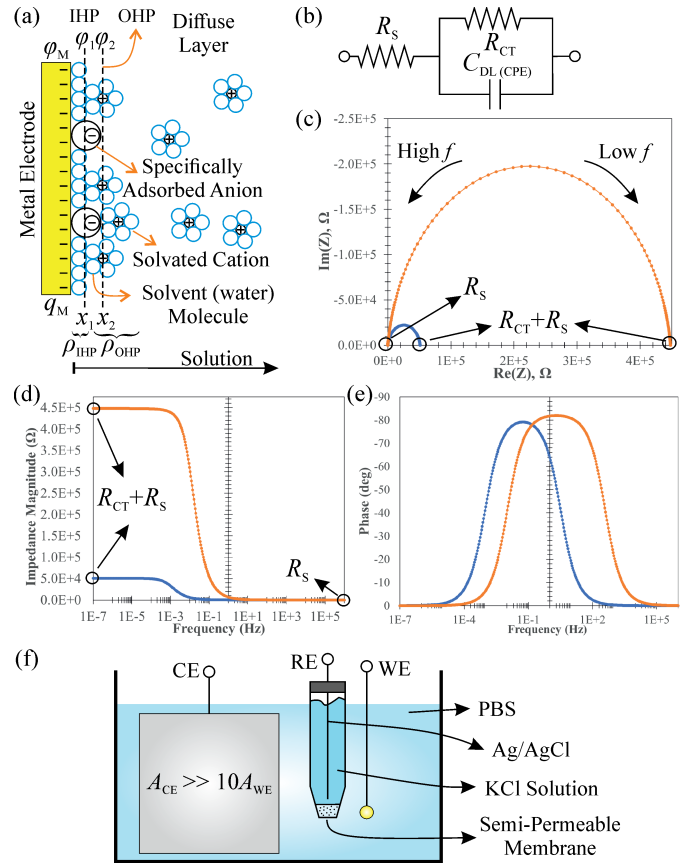 (a)
IHP OHP
φM φ1 φ2
Diffuse
Layer
Metal Electrode
Specifically
Adsorbed Anion
Solvated Cation
Solvent (water)
Molecule
qM x1 x2
ρIHP ρOHP
Solution
(b)
RS
RCT
CDL (CPE)
(c)
Im(Z), Ω
-2.5E+5
-2.0E+5
-1.5E+5
-1.0E+5
-5.0E+4
0.0E+0
High f
Low f
RS
RCT+RS
0E+0 1E+5 2E+5 3E+5 4E+5
Re(Z), Ω
(d)
Impedance Magnitude (Ω)
4.5E+5
4.0E+5
3.5E+5
3.0E+5
2.5E+5
2.0E+5
1.5E+5
1.0E+5
5.0E+4
0.0E+0
RCT+RS
RS
1E-7 1E-5 1E-3 1E-1 1E+1 1E+3 1E+5
Frequency (Hz)
(e)
Phase (deg)
-90
-80
-70
-60
-50
-40
-30
-20
-10
0
1E-7 1E-4 1E-1 1E+2 1E+5
Frequency (Hz)
(f)
CE
RE
WE
ACE >> 10AWE
PBS
Ag/AgCl
KCl Solution
Semi-Permeable
Membrane